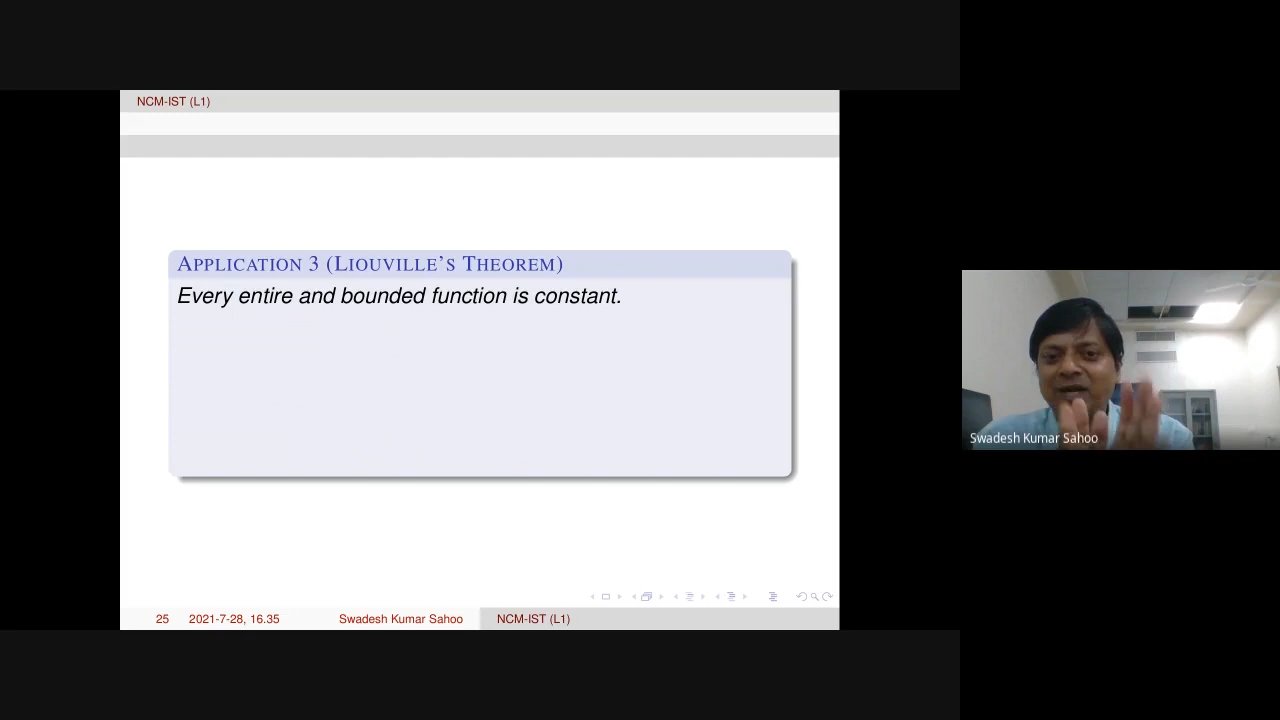 NCM-IST (L1)
APPLICATION 3 (LIOUVILLE'S THEOREM)
Every entire and bounded function is constant.
Swadesh Kumar Sahoo
25 2021-7-28, 16.35 Swadesh Kumar Sahoo NCM-IST (L1)